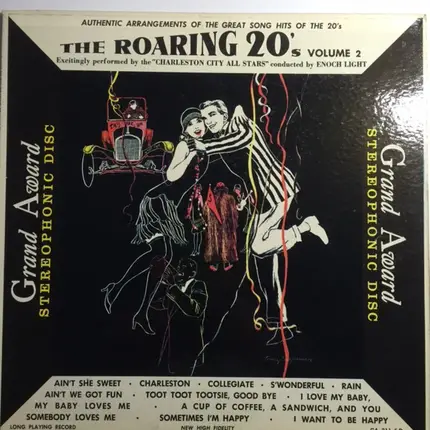 AUTHENTIC ARRANGEMENTS OF THE GREAT SONG HITS OF THE 20's
THE ROARING 20's VOLUME 2
Excitingly performed by the "CHARLESTON CITY ALL STARS" conducted by ENOCH LIGHT
Grand Award
STEREOPHONIC DISC
Grand Award
STEREOPHONIC DISC
AIN'T SHE SWEET · CHARLESTON · COLLEGIATE · S'WONDERFUL · RAIN
AIN'T WE GOT FUN · TOOT TOOT TOOTSIE, GOOD BYE · I LOVE MY BABY,
MY BABY LOVES ME · A CUP OF COFFEE, A SANDWICH, AND YOU
SOMEBODY LOVES ME · SOMETIMES I'M HAPPY · I WANT TO BE HAPPY
LONG PLAYING RECORD NEW HIGH FIDELITY